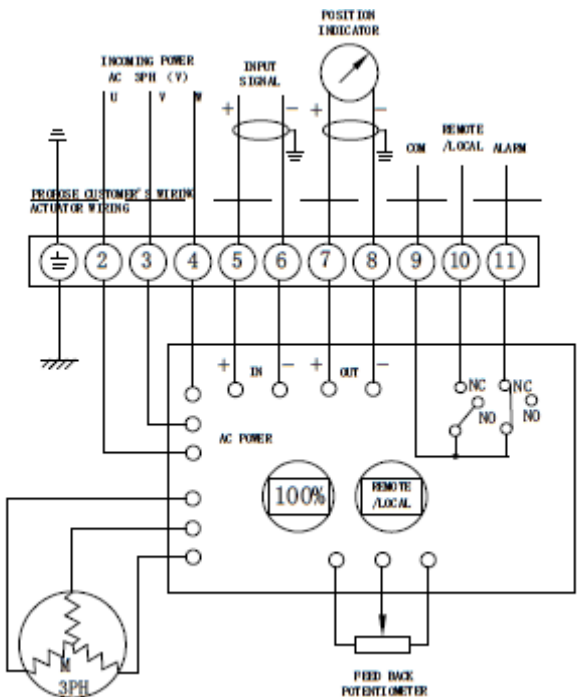 POSITION
INDICATOR
INCOMING POWER
AC 3PH (V)
U V W
INPUT
SIGNAL
+ - + -
COM
REMOTE
/LOCAL
ALARM
PROPOSE CUSTOMER'S WIRING
ACTUATOR WIRING
2 3 4 5 6 7 8 9 10 11
+ IN - + OUT -
NC NC
NO NO
AC POWER
100%
REMOTE
/LOCAL
M
3PH
FEED BACK
POTENTIOMETER